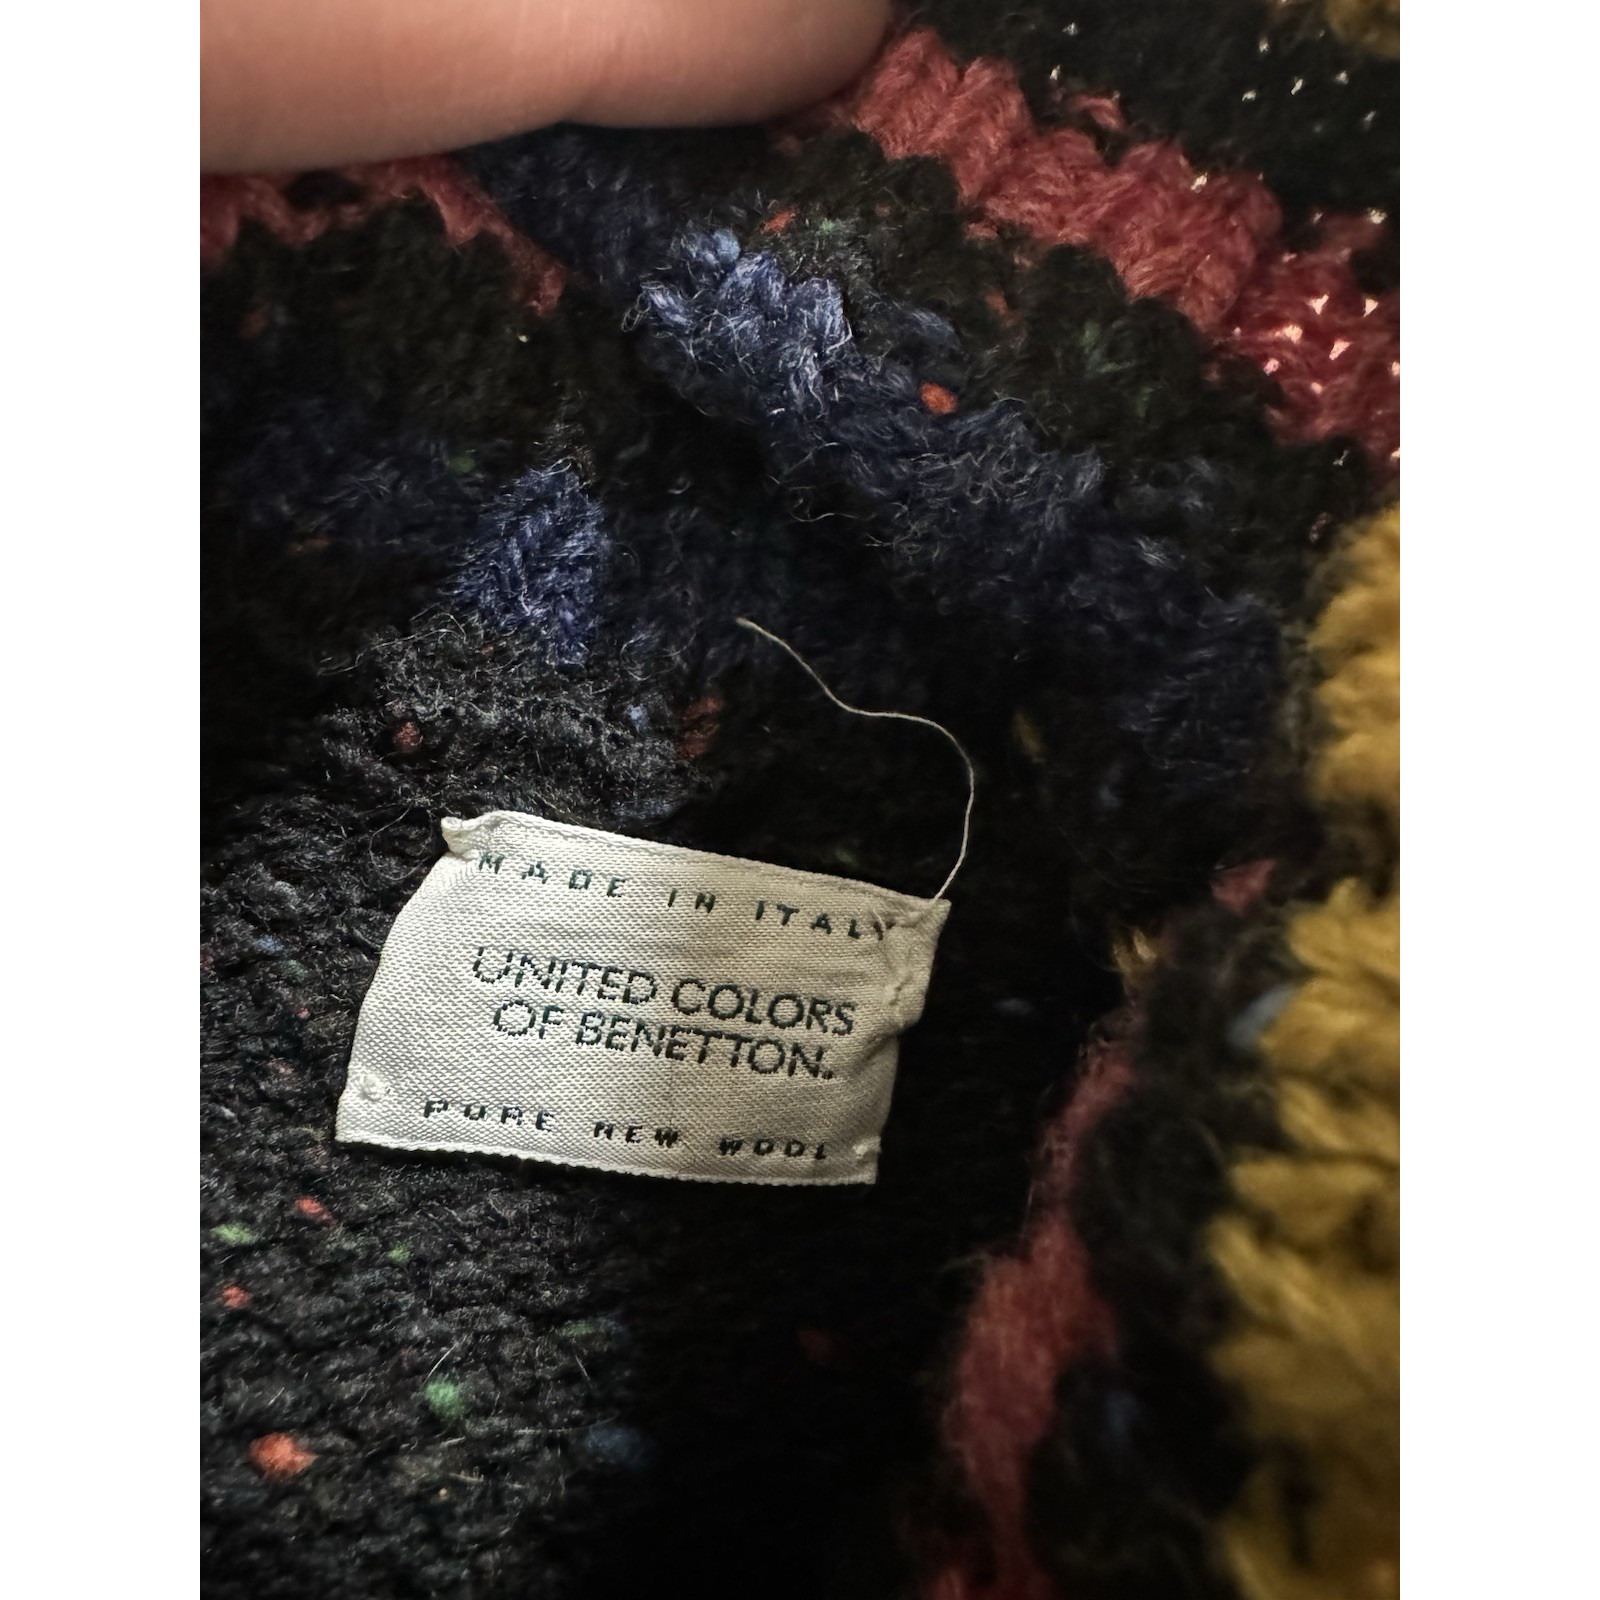 MADE IN ITALY
UNITED COLORS
OF BENETTON.
PURE NEW WOOL